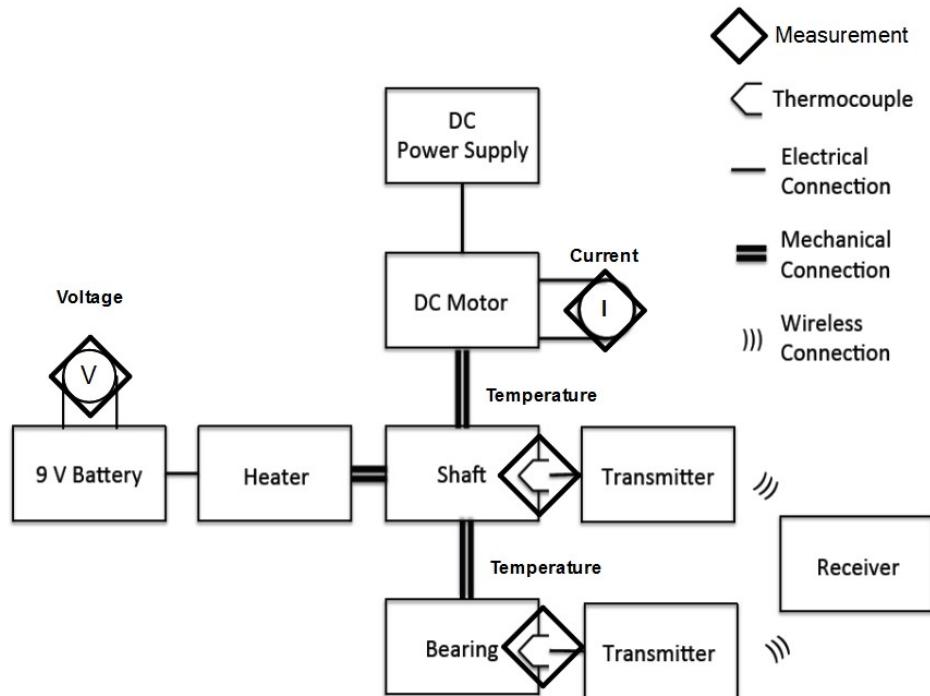 Measurement
Thermocouple
DC
Power Supply
Electrical
Connection
Current
Mechanical
Connection
DC Motor
I
Voltage
Wireless
Connection
V
Temperature
9 V Battery
Heater
Shaft
Transmitter
Temperature
Receiver
Bearing
Transmitter